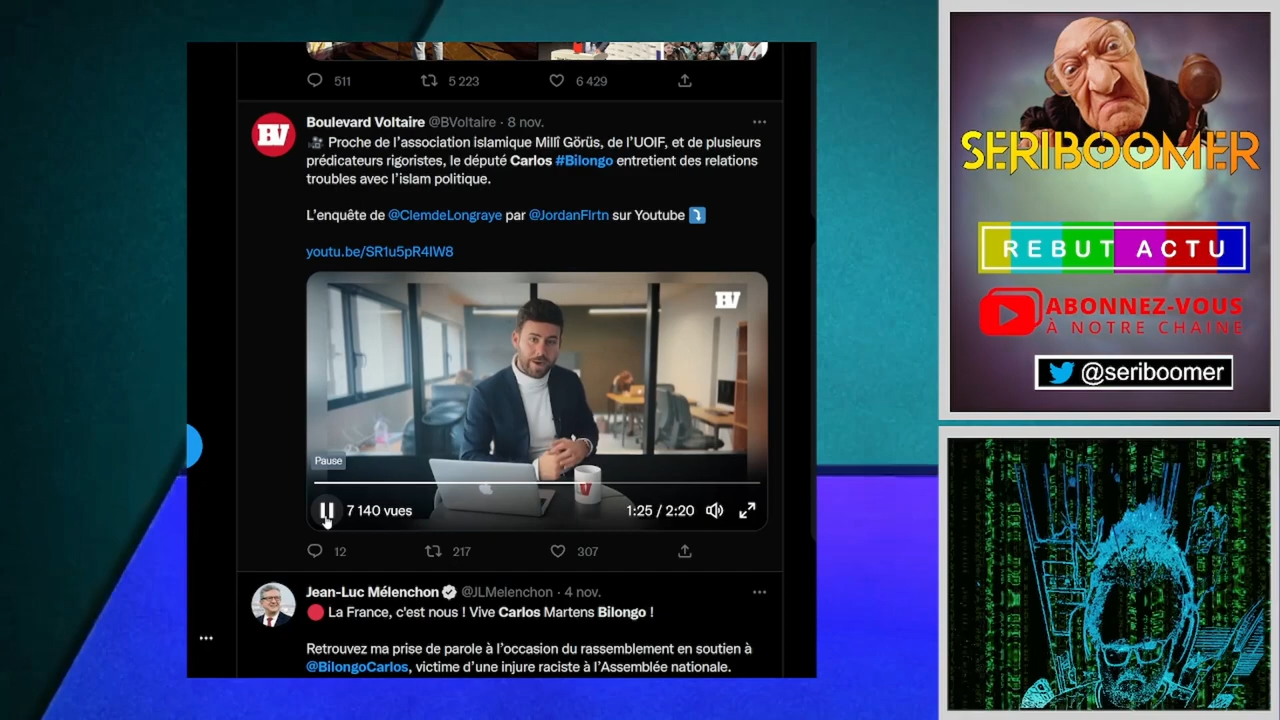 511 5 223 6 429
BV
Boulevard Voltaire @BVoltaire · 8 nov.
Proche de l'association islamique Millî Görüs, de l'UOIF, et de plusieurs
prédicateurs rigoristes, le député Carlos #Bilongo entretient des relations
troubles avec l'islam politique.
L'enquête de @ClemdeLongraye par @JordanFlrtn sur Youtube
youtu.be/SR1u5pR4IW8
BV
Pause
7 140 vues 1:25 / 2:20
12 217 307
Jean-Luc Mélenchon @JLMelenchon · 4 nov.
La France, c'est nous ! Vive Carlos Martens Bilongo !
Retrouvez ma prise de parole à l'occasion du rassemblement en soutien à
@BilongoCarlos, victime d'une injure raciste à l'Assemblée nationale.
SERIBOOMER
REBUT ACTU
ABONNEZ-VOUS
À NOTRE CHAINE
@seriboomer